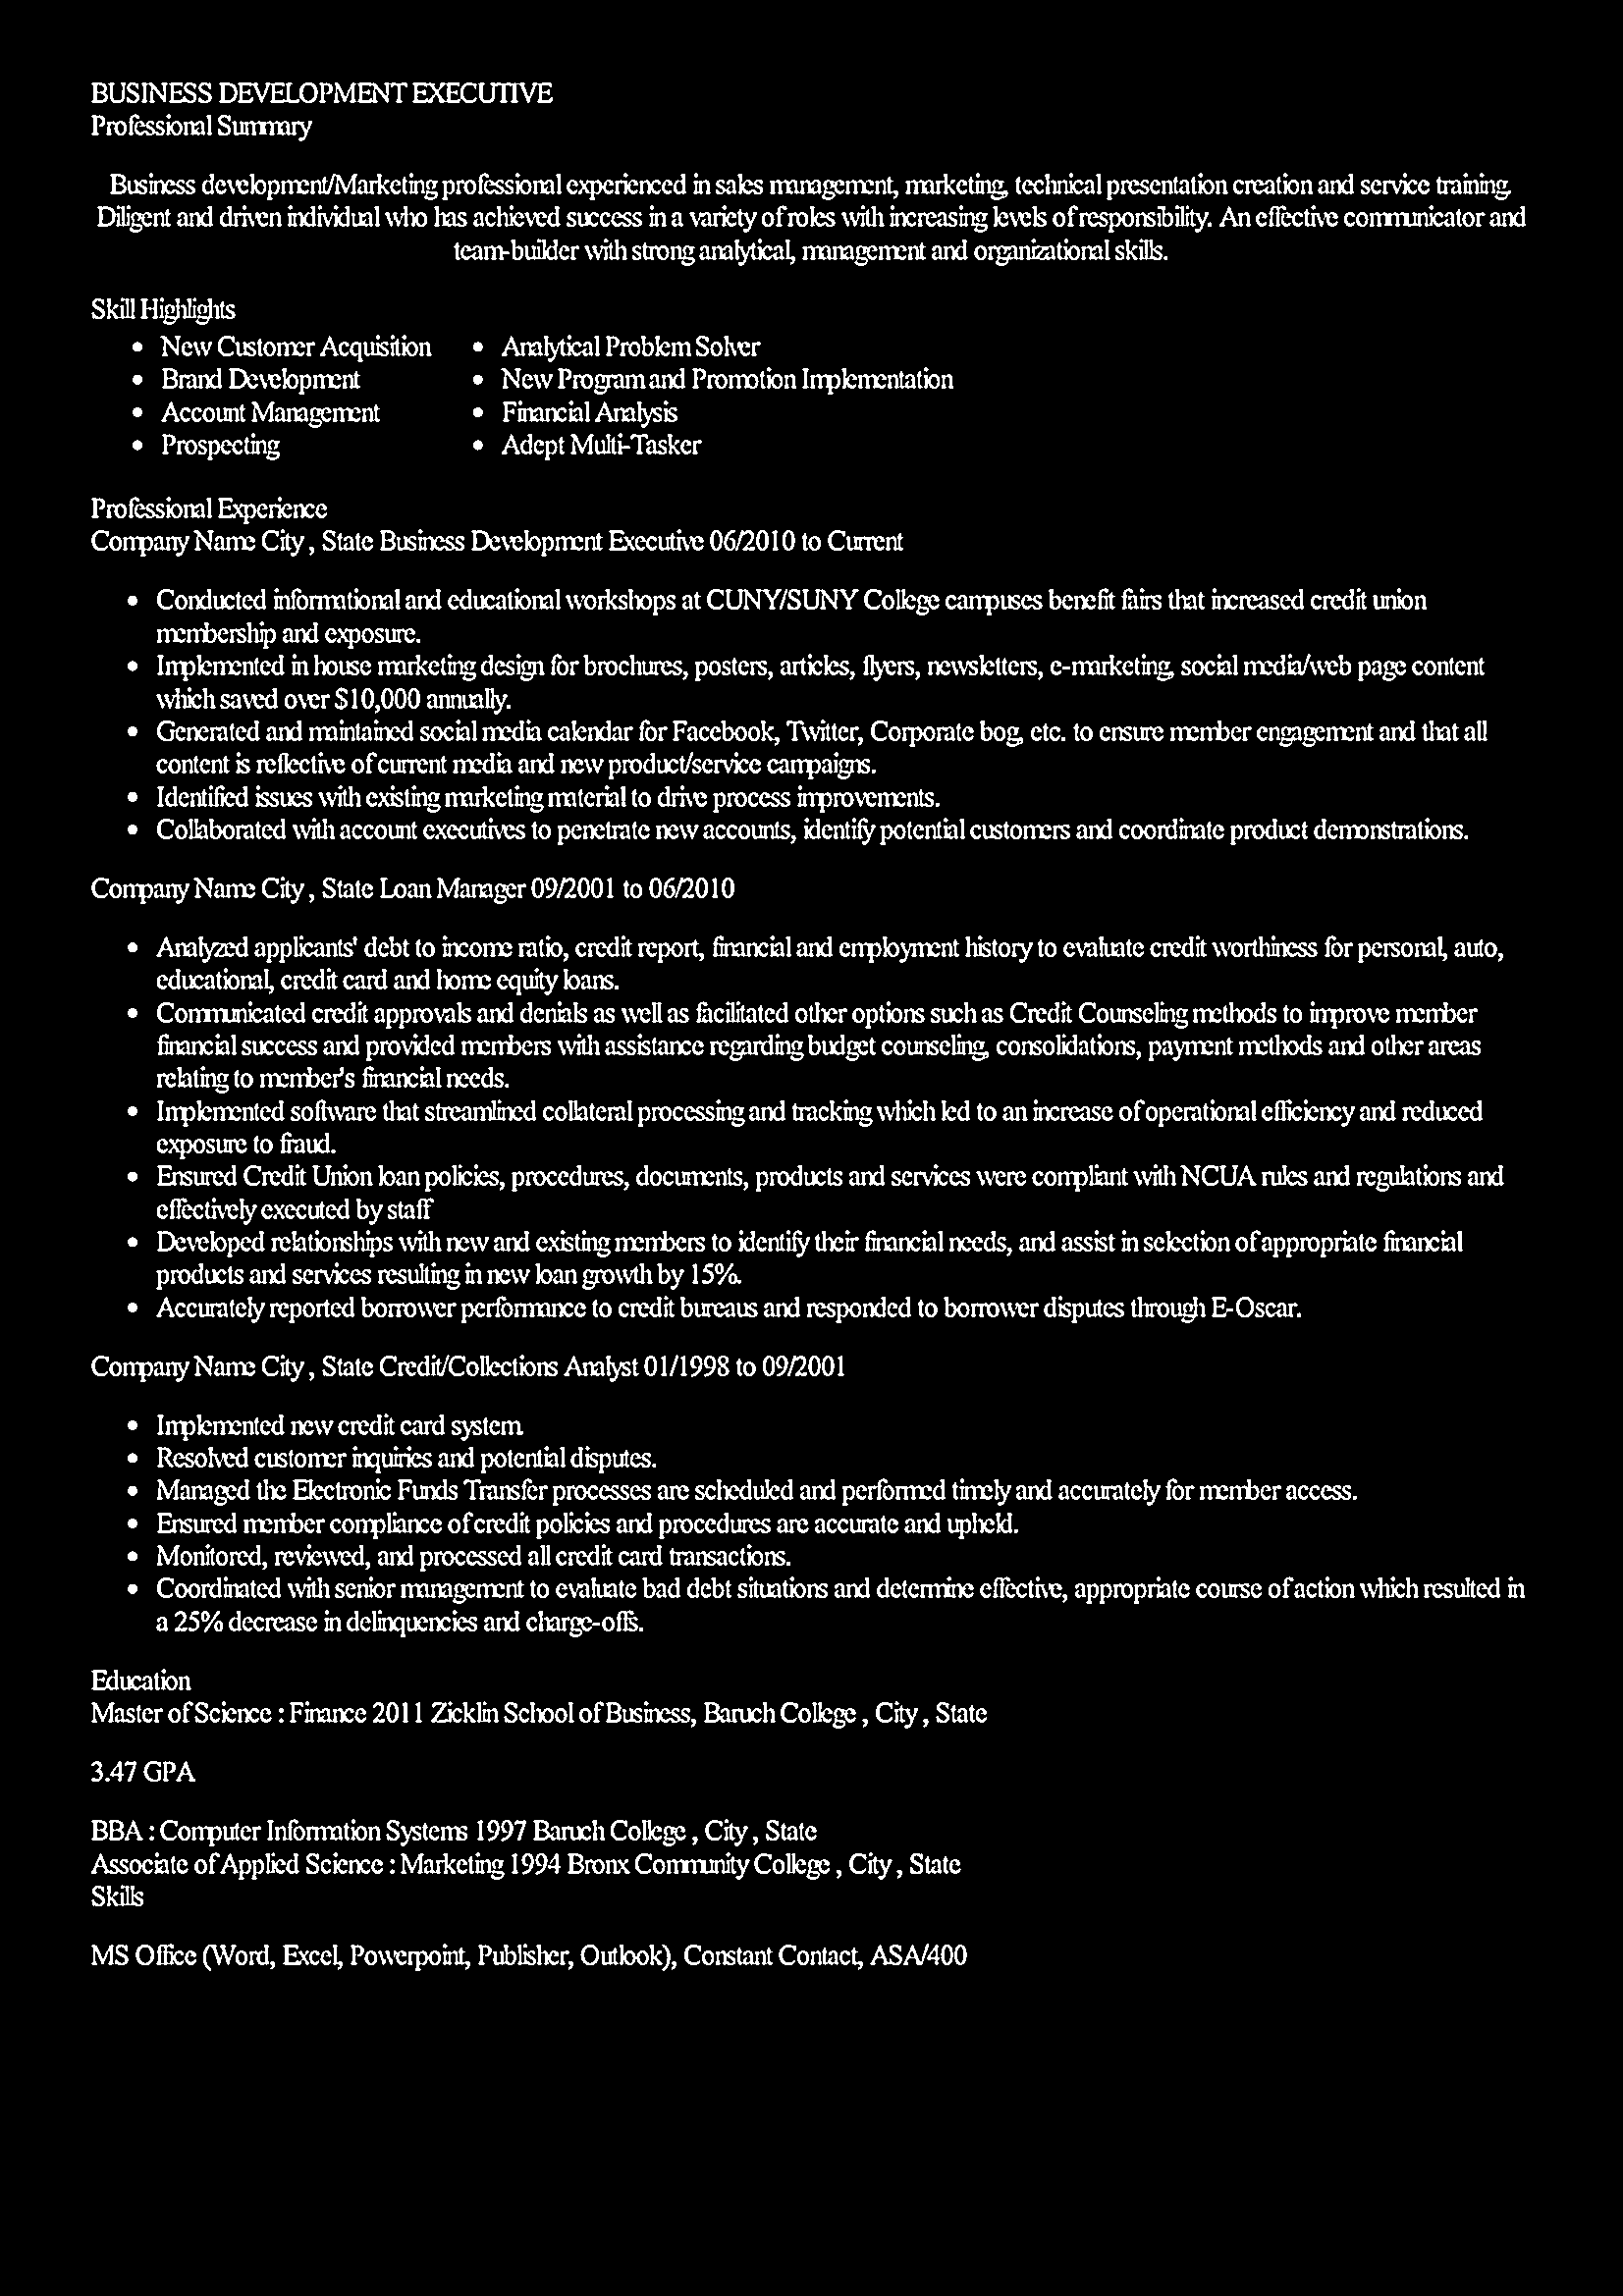 BUSINESS DEVELOPMENT EXECUTIVE
Professional Summary
Business development/Marketing professional experienced in sales management, marketing, technical presentation creation and service training.
Diligent and driven individual who has achieved success in a variety of roles with increasing levels of responsibility. An effective communicator and
team-builder with strong analytical, management and organizational skills.
Skill Highlights
• New Customer Acquisition
• Brand Development
• Account Management
• Prospecting
• Analytical Problem Solver
• New Program and Promotion Implementation
• Financial Analysis
• Adept Multi-Tasker
Professional Experience
Company Name City , State Business Development Executive 06/2010 to Current
• Conducted informational and educational workshops at CUNY/SUNY College campuses benefit fairs that increased credit union
membership and exposure.
• Implemented in house marketing design for brochures, posters, articles, flyers, newsletters, e-marketing, social media/web page content
which saved over $10,000 annually.
• Generated and maintained social media calendar for Facebook, Twitter, Corporate bog, etc. to ensure member engagement and that all
content is reflective of current media and new product/service campaigns.
• Identified issues with existing marketing material to drive process improvements.
• Collaborated with account executives to penetrate new accounts, identify potential customers and coordinate product demonstrations.
Company Name City , State Loan Manager 09/2001 to 06/2010
• Analyzed applicants' debt to income ratio, credit report, financial and employment history to evaluate credit worthiness for personal, auto,
educational, credit card and home equity loans.
• Communicated credit approvals and denials as well as facilitated other options such as Credit Counseling methods to improve member
financial success and provided members with assistance regarding budget counseling, consolidations, payment methods and other areas
relating to member's financial needs.
• Implemented software that streamlined collateral processing and tracking which led to an increase of operational efficiency and reduced
exposure to fraud.
• Ensured Credit Union loan policies, procedures, documents, products and services were compliant with NCUA rules and regulations and
effectively executed by staff
• Developed relationships with new and existing members to identify their financial needs, and assist in selection of appropriate financial
products and services resulting in new loan growth by 15%.
• Accurately reported borrower performance to credit bureaus and responded to borrower disputes through E-Oscar.
Company Name City , State Credit/Collections Analyst 01/1998 to 09/2001
• Implemented new credit card system.
• Resolved customer inquiries and potential disputes.
• Managed the Electronic Funds Transfer processes are scheduled and performed timely and accurately for member access.
• Ensured member compliance of credit policies and procedures are accurate and upheld.
• Monitored, reviewed, and processed all credit card transactions.
• Coordinated with senior management to evaluate bad debt situations and determine effective, appropriate course of action which resulted in
a 25% decrease in delinquencies and charge-offs.
Education
Master of Science : Finance 2011 Zicklin School of Business, Baruch College , City , State
3.47 GPA
BBA : Computer Information Systems 1997 Baruch College , City , State
Associate of Applied Science : Marketing 1994 Bronx Community College , City , State
Skills
MS Office (Word, Excel, Powerpoint, Publisher, Outlook), Constant Contact, ASA/400